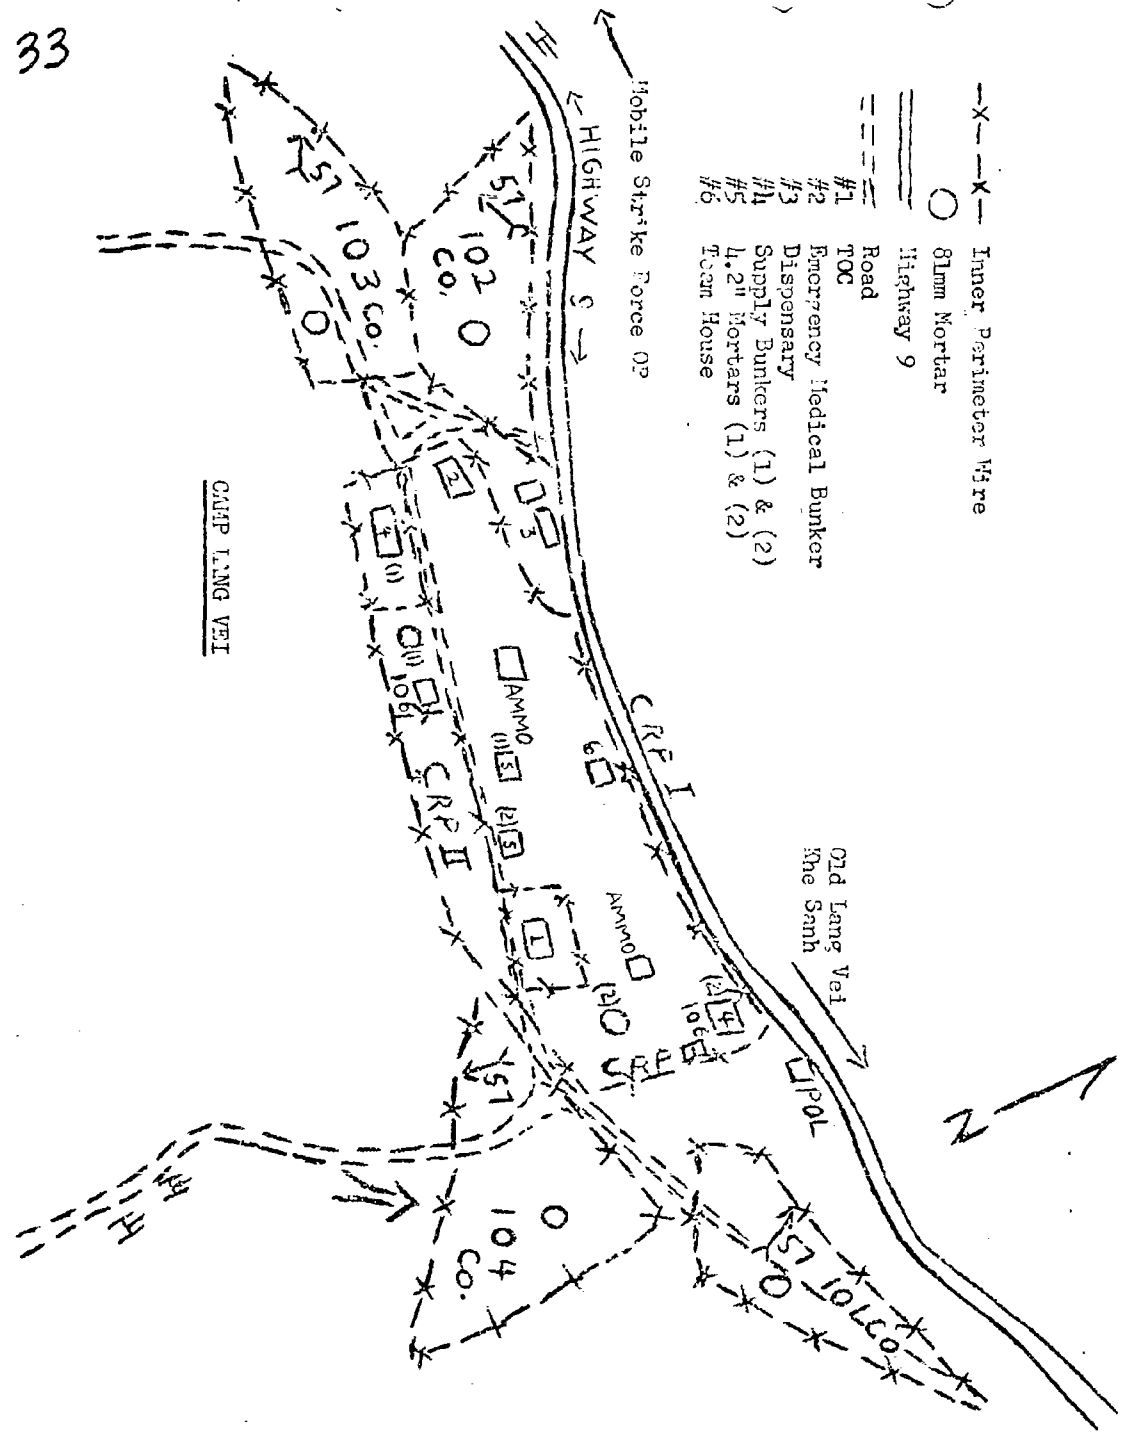 33
Inner Perimeter Wire
81mm Mortar
Highway 9
Road
#1 TOC
#2 Emergency Medical Bunker
#3 Dispensary
#4 Supply Bunkers (1) & (2)
#5 4.2" Mortars (1) & (2)
#6 Team House
Mobile Strike Force OP
← HIGHWAY 9 →
Old Lang Vei
Khe Sanh
CAMP LANG VEI
57
103 Co.
57
102
Co.
2
3
4
(1)
(1)
106
AMMO
(1) 5
(2) 5
CRP II
CRP I
6
1
AMMO
(2)
(2) 4
106
CRP
POL
57
104
Co.
57
101 CO
N